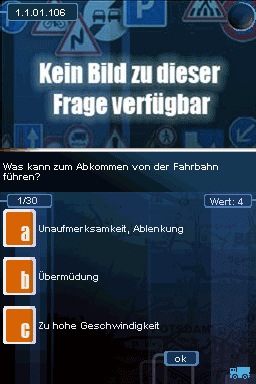 1.1.01.106
Kein Bild zu dieser
Frage verfügbar
Was kann zum Abkommen von der Fahrbahn
führen?
1/30
Wert: 4
a Unaufmerksamkeit, Ablenkung
b Übermüdung
c Zu hohe Geschwindigkeit
ok